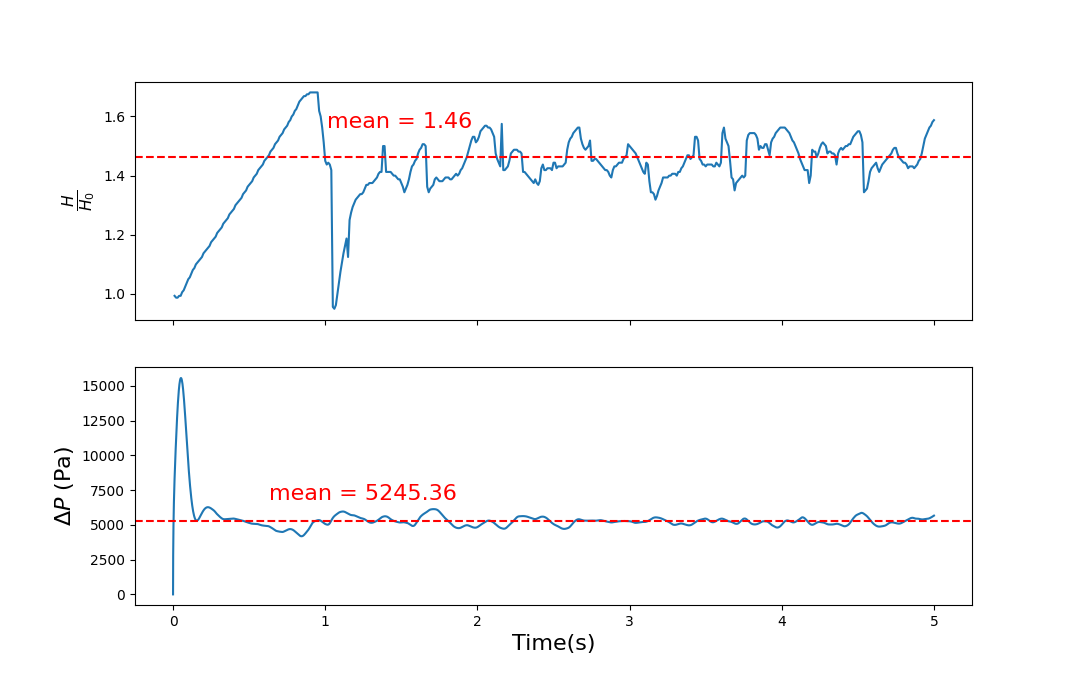 1.6
mean = 1.46
1.4
H
H₀
1.2
1.0
15000
12500
10000
7500
mean = 5245.36
ΔP (Pa)
5000
2500
0
0 1 2 3 4 5
Time(s)